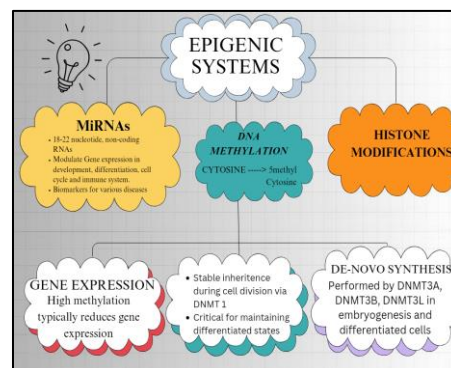 EPIGENIC
SYSTEMS
MiRNAs
• 18-22 nucleotide, non-coding
RNAs
• Modulate Gene expression in
development, differentiation, cell
cycle and immune system.
• Biomarkers for various diseases
DNA
METHYLATION
CYTOSINE ----> 5methyl
Cytosine
HISTONE
MODIFICATIONS
GENE EXPRESSION
High methylation
typically reduces gene
expression
• Stable inheritence
during cell division via
DNMT 1
• Critical for maintaining
differentiated states
DE-NOVO SYNTHESIS
Performed by DNMT3A,
DNMT3B, DNMT3L in
embryogenesis and
differentiated cells